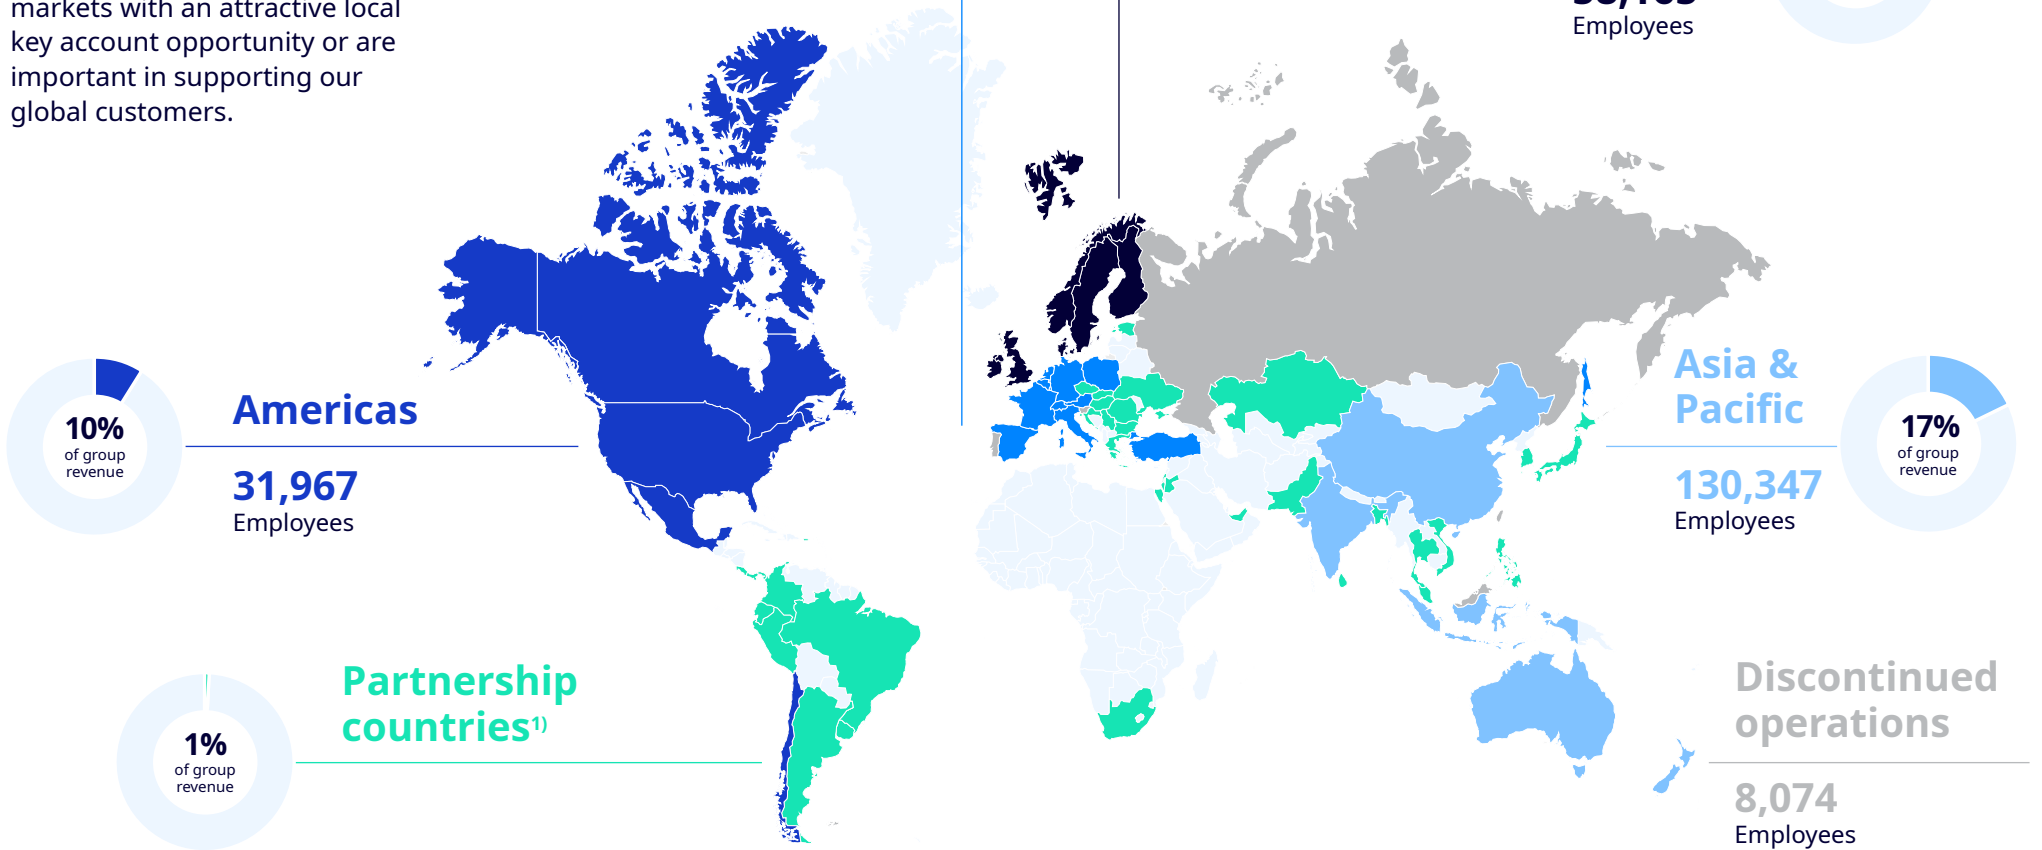 markets with an attractive local
key account opportunity or are
important in supporting our
global customers.
Employees
Americas
31,967
Employees
10%
of group
revenue
Asia &
Pacific
130,347
Employees
17%
of group
revenue
Partnership
countries1)
1%
of group
revenue
Discontinued
operations
8,074
Employees